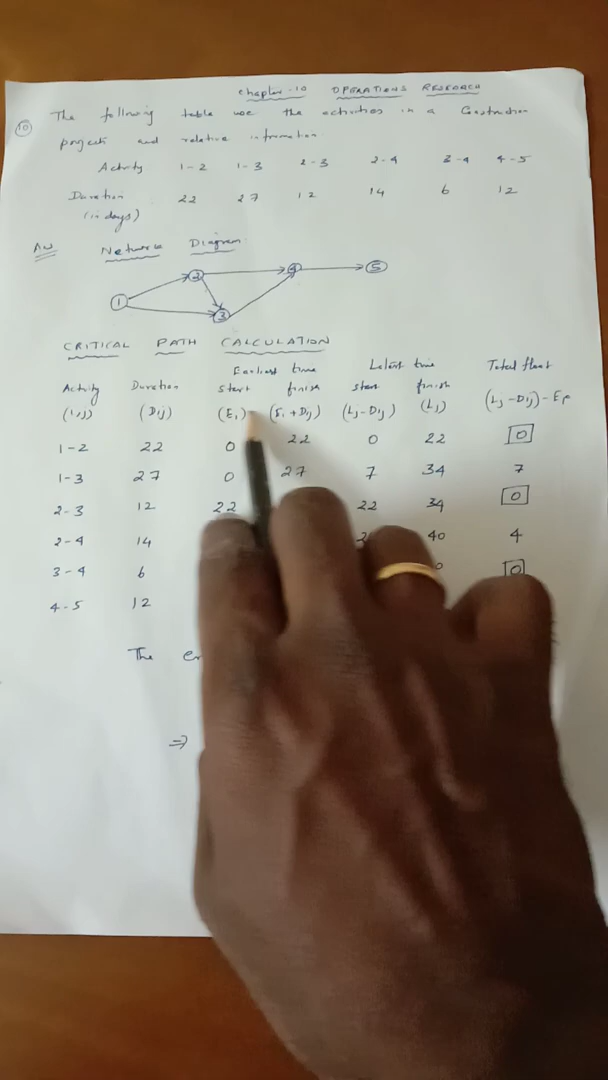 Chapter-10 OPERATIONS RESEARCH
10 The following table use the activities in a Construction
project and relative information.
Activity 1-2 1-3 2-3 2-4 3-4 4-5
Duration 22 27 12 14 6 12
(in days)
Network Diagram
2 4 5
1 3
CRITICAL PATH CALCULATION
Earliest time Latest time Total float
Activity Duration start finish start finish
(i,j) (Dij) (Ei) (Ei + Dij) (Lj - Dij) (Lj) (Lj - Dij) - Ei
1-2 22 0 22 0 22 0
1-3 27 0 27 7 34 7
2-3 12 22 22 34 0
2-4 14 40 4
3-4 6 0 0
4-5 12
The
⇒